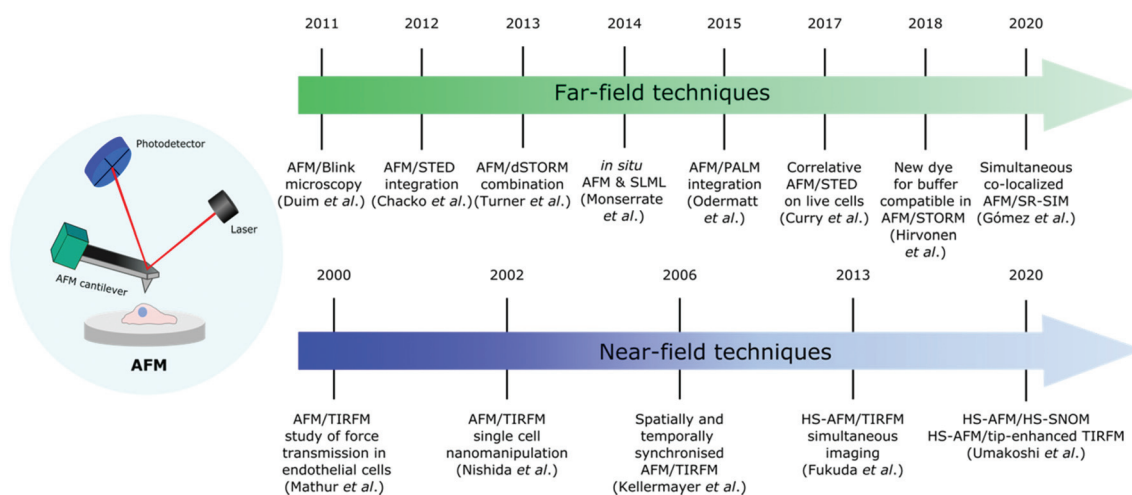 2011
2012
2013
2014
2015
2017
2018
2020
Far-field techniques
AFM/Blink
microscopy
(Duim et al.)
AFM/STED
integration
(Chacko et al.)
AFM/dSTORM
combination
(Turner et al.)
in situ
AFM & SLML
(Monserrate
et al.)
AFM/PALM
integration
(Odermatt
et al.)
Correlative
AFM/STED
on live cells
(Curry et al.)
New dye
for buffer
compatible in
AFM/STORM
(Hirvonen
et al.)
Simultaneous
co-localized
AFM/SR-SIM
(Gómez et al.)
Photodetector
Laser
AFM cantilever
AFM
2000
2002
2006
2013
2020
Near-field techniques
AFM/TIRFM
study of force
transmission in
endothelial cells
(Mathur et al.)
AFM/TIRFM
single cell
nanomanipulation
(Nishida et al.)
Spatially and
temporally
synchronised
AFM/TIRFM
(Kellermayer et al.)
HS-AFM/TIRFM
simultaneous
imaging
(Fukuda et al.)
HS-AFM/HS-SNOM
HS-AFM/tip-enhanced TIRFM
(Umakoshi et al.)